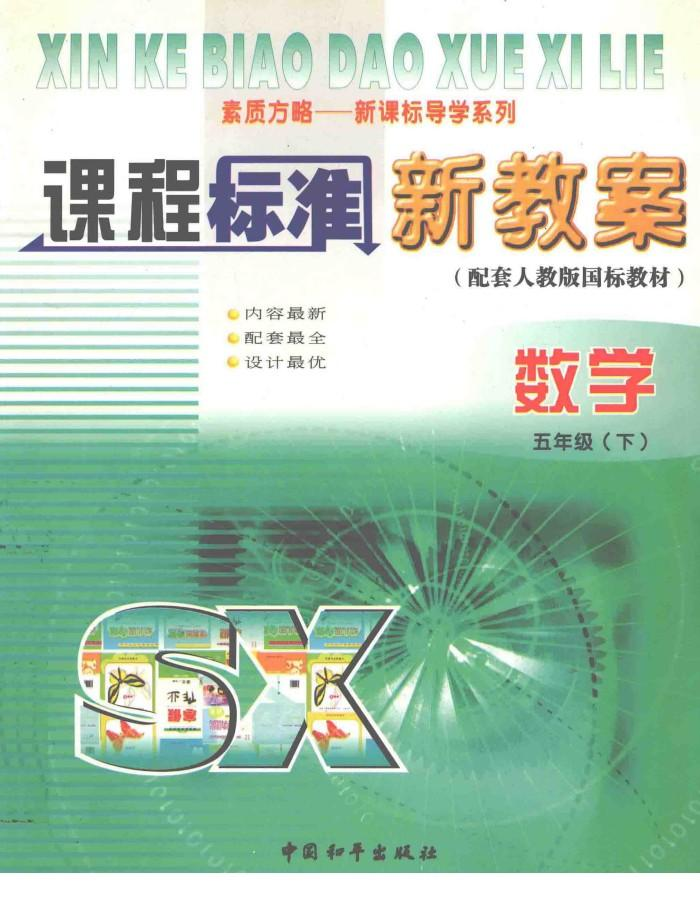 XIN KE BIAO DAO XUE XI LIE
素质方略——新课标导学系列
课程标准 新教案
(配套人教版国标教材)
内容最新
配套最全
设计最优
数学
五年级(下)
SX
中国和平出版社